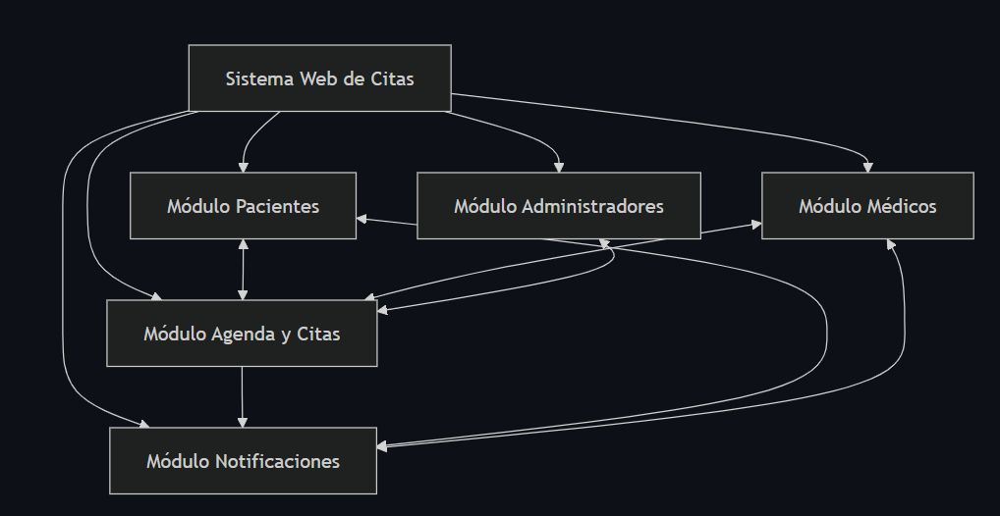 Sistema Web de Citas
Módulo Pacientes
Módulo Administradores
Módulo Médicos
Módulo Agenda y Citas
Módulo Notificaciones